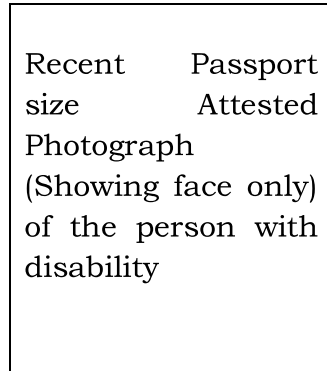 Recent Passport
size Attested
Photograph
(Showing face only)
of the person with
disability